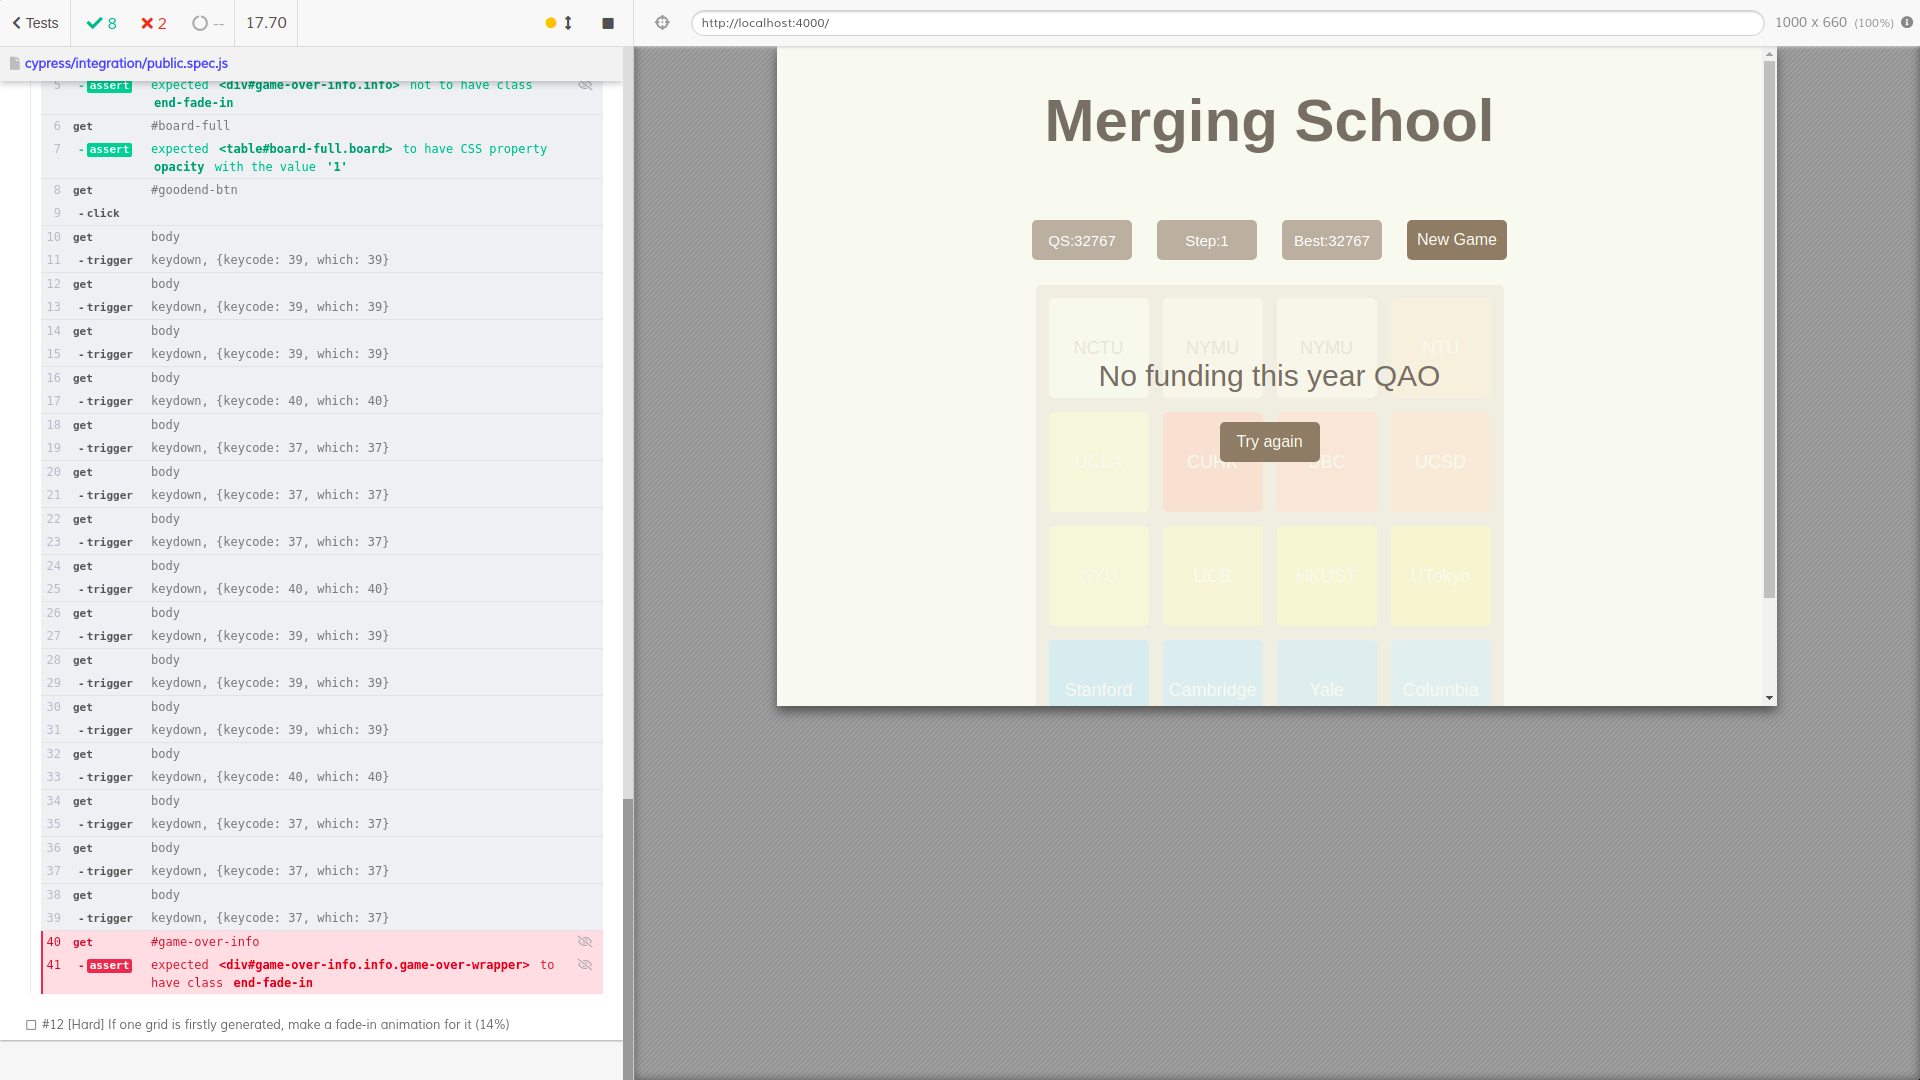 Tests
8
2
--
17.70
http://localhost:4000/
1000 x 660 (100%)
cypress/integration/public.spec.js
5 -assert expected <div#game-over-info.info> not to have class
end-fade-in
6 get #board-full
7 -assert expected <table#board-full.board> to have CSS property
opacity with the value '1'
8 get #goodend-btn
9 -click
10 get body
11 -trigger keydown, {keycode: 39, which: 39}
12 get body
13 -trigger keydown, {keycode: 39, which: 39}
14 get body
15 -trigger keydown, {keycode: 39, which: 39}
16 get body
17 -trigger keydown, {keycode: 40, which: 40}
18 get body
19 -trigger keydown, {keycode: 37, which: 37}
20 get body
21 -trigger keydown, {keycode: 37, which: 37}
22 get body
23 -trigger keydown, {keycode: 37, which: 37}
24 get body
25 -trigger keydown, {keycode: 40, which: 40}
26 get body
27 -trigger keydown, {keycode: 39, which: 39}
28 get body
29 -trigger keydown, {keycode: 39, which: 39}
30 get body
31 -trigger keydown, {keycode: 39, which: 39}
32 get body
33 -trigger keydown, {keycode: 40, which: 40}
34 get body
35 -trigger keydown, {keycode: 37, which: 37}
36 get body
37 -trigger keydown, {keycode: 37, which: 37}
38 get body
39 -trigger keydown, {keycode: 37, which: 37}
40 get #game-over-info
41 -assert expected <div#game-over-info.info.game-over-wrapper> to
have class end-fade-in
#12 [Hard] If one grid is firstly generated, make a fade-in animation for it (14%)
Merging School
QS:32767
Step:1
Best:32767
New Game
NCTU NYMU NYMU NTU
No funding this year QAO
Try again
UCLA CUHK UBC UCSD
NYU UCB HKUST UTokyo
Stanford Cambridge Yale Columbia